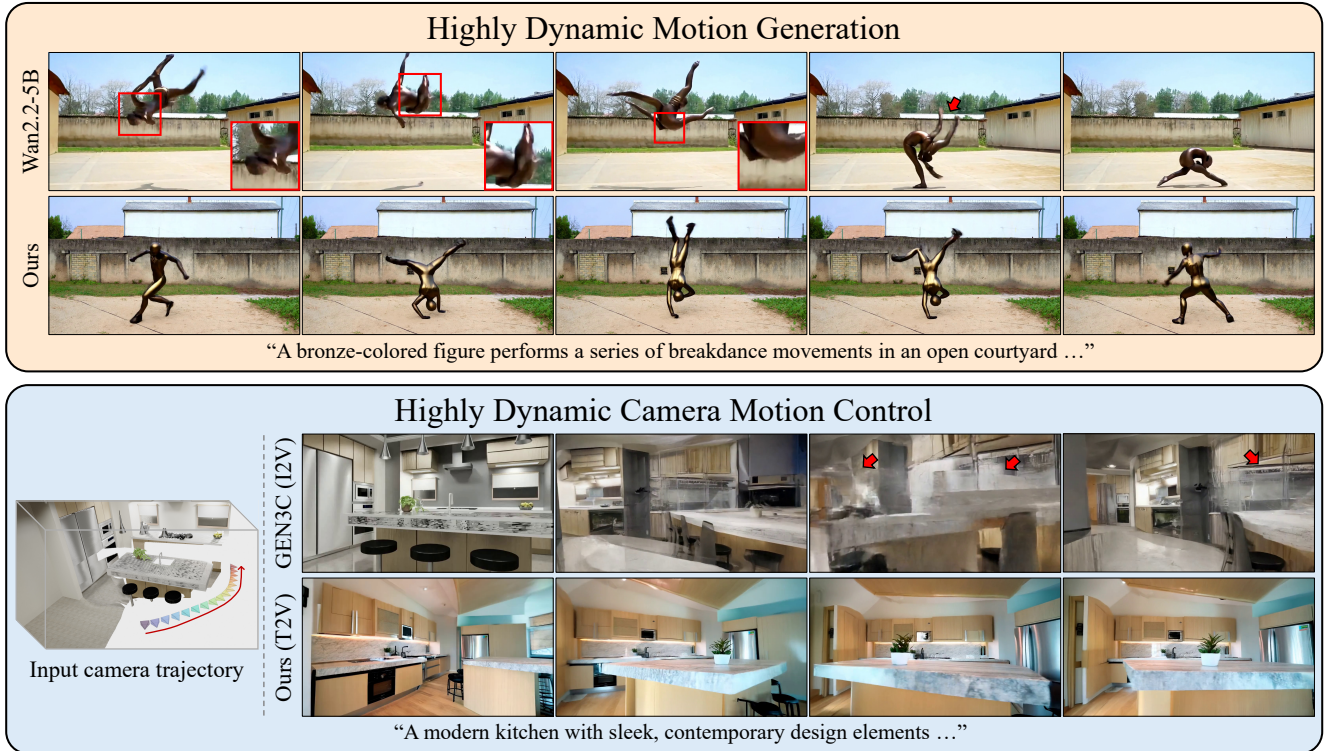 Highly Dynamic Motion Generation
Wan2.2-5B
Ours
“A bronze-colored figure performs a series of breakdance movements in an open courtyard …”
Highly Dynamic Camera Motion Control
GEN3C (I2V)
Input camera trajectory
Ours (T2V)
“A modern kitchen with sleek, contemporary design elements …”